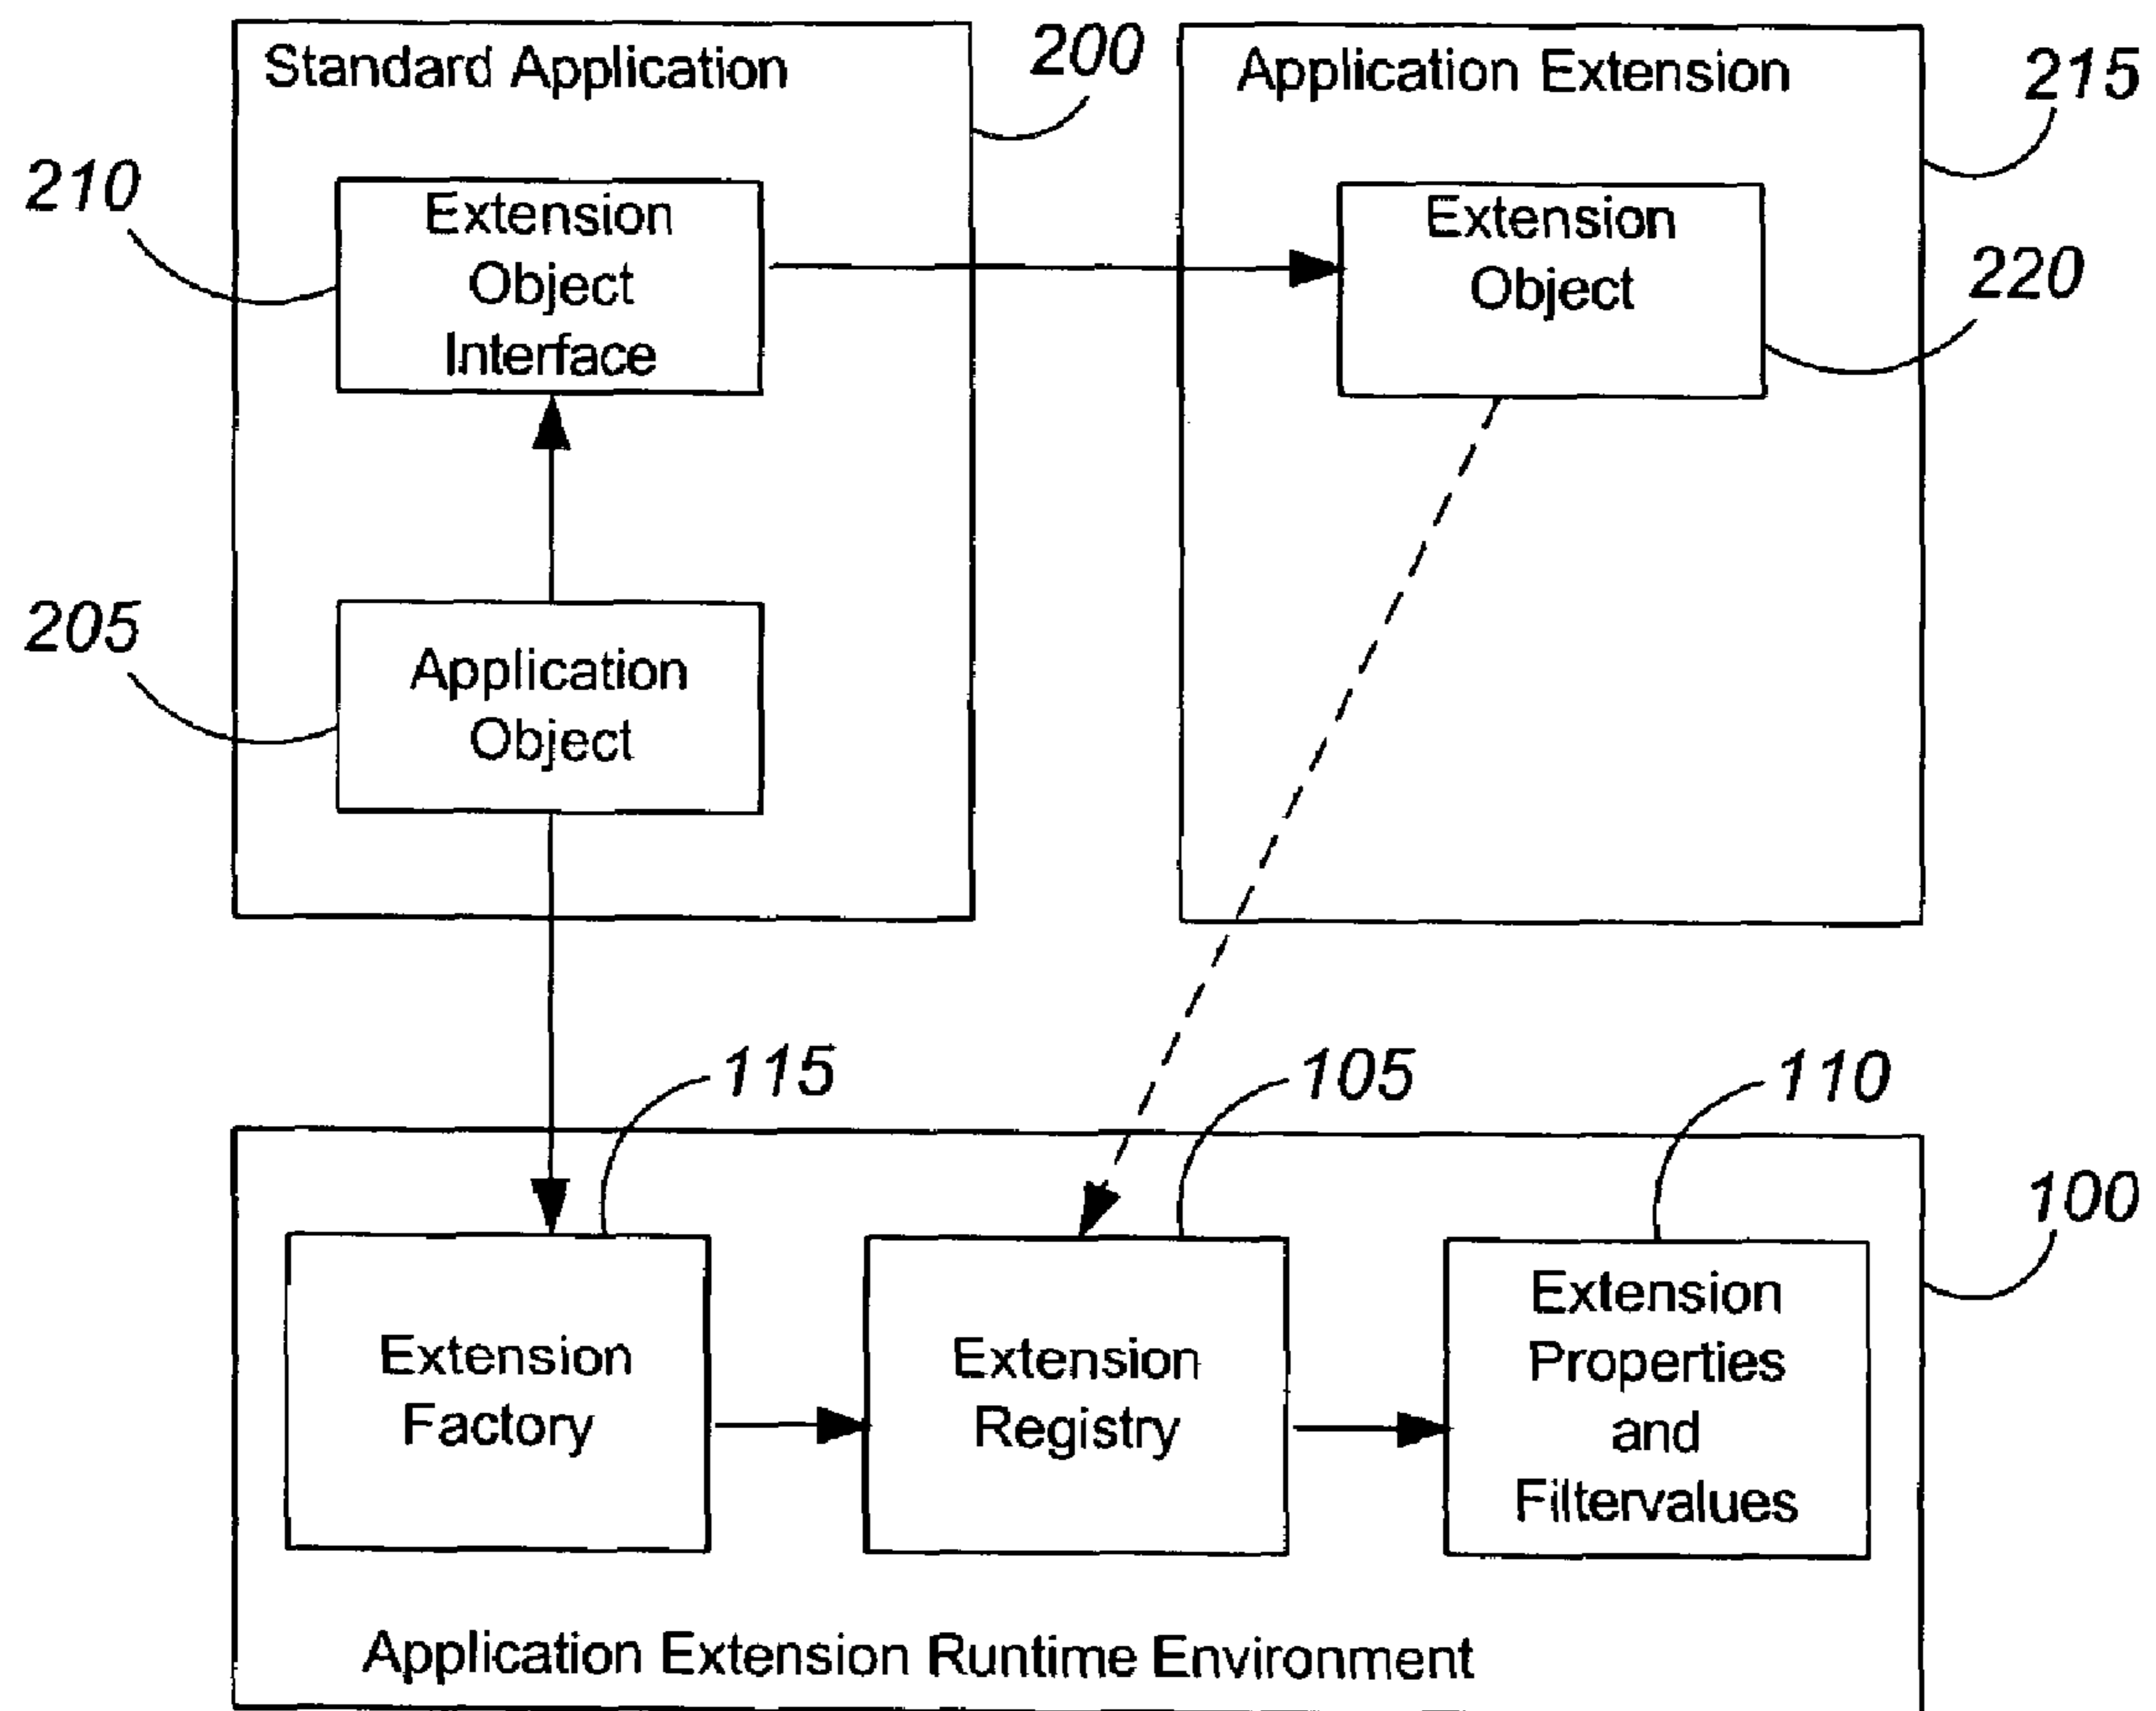 Standard Application
200
Application Extension
215
210
Extension
Object
Interface
Extension
Object
220
205
Application
Object
115
105
110
100
Extension
Factory
Extension
Registry
Extension
Properties
and
Filtervalues
Application Extension Runtime Environment